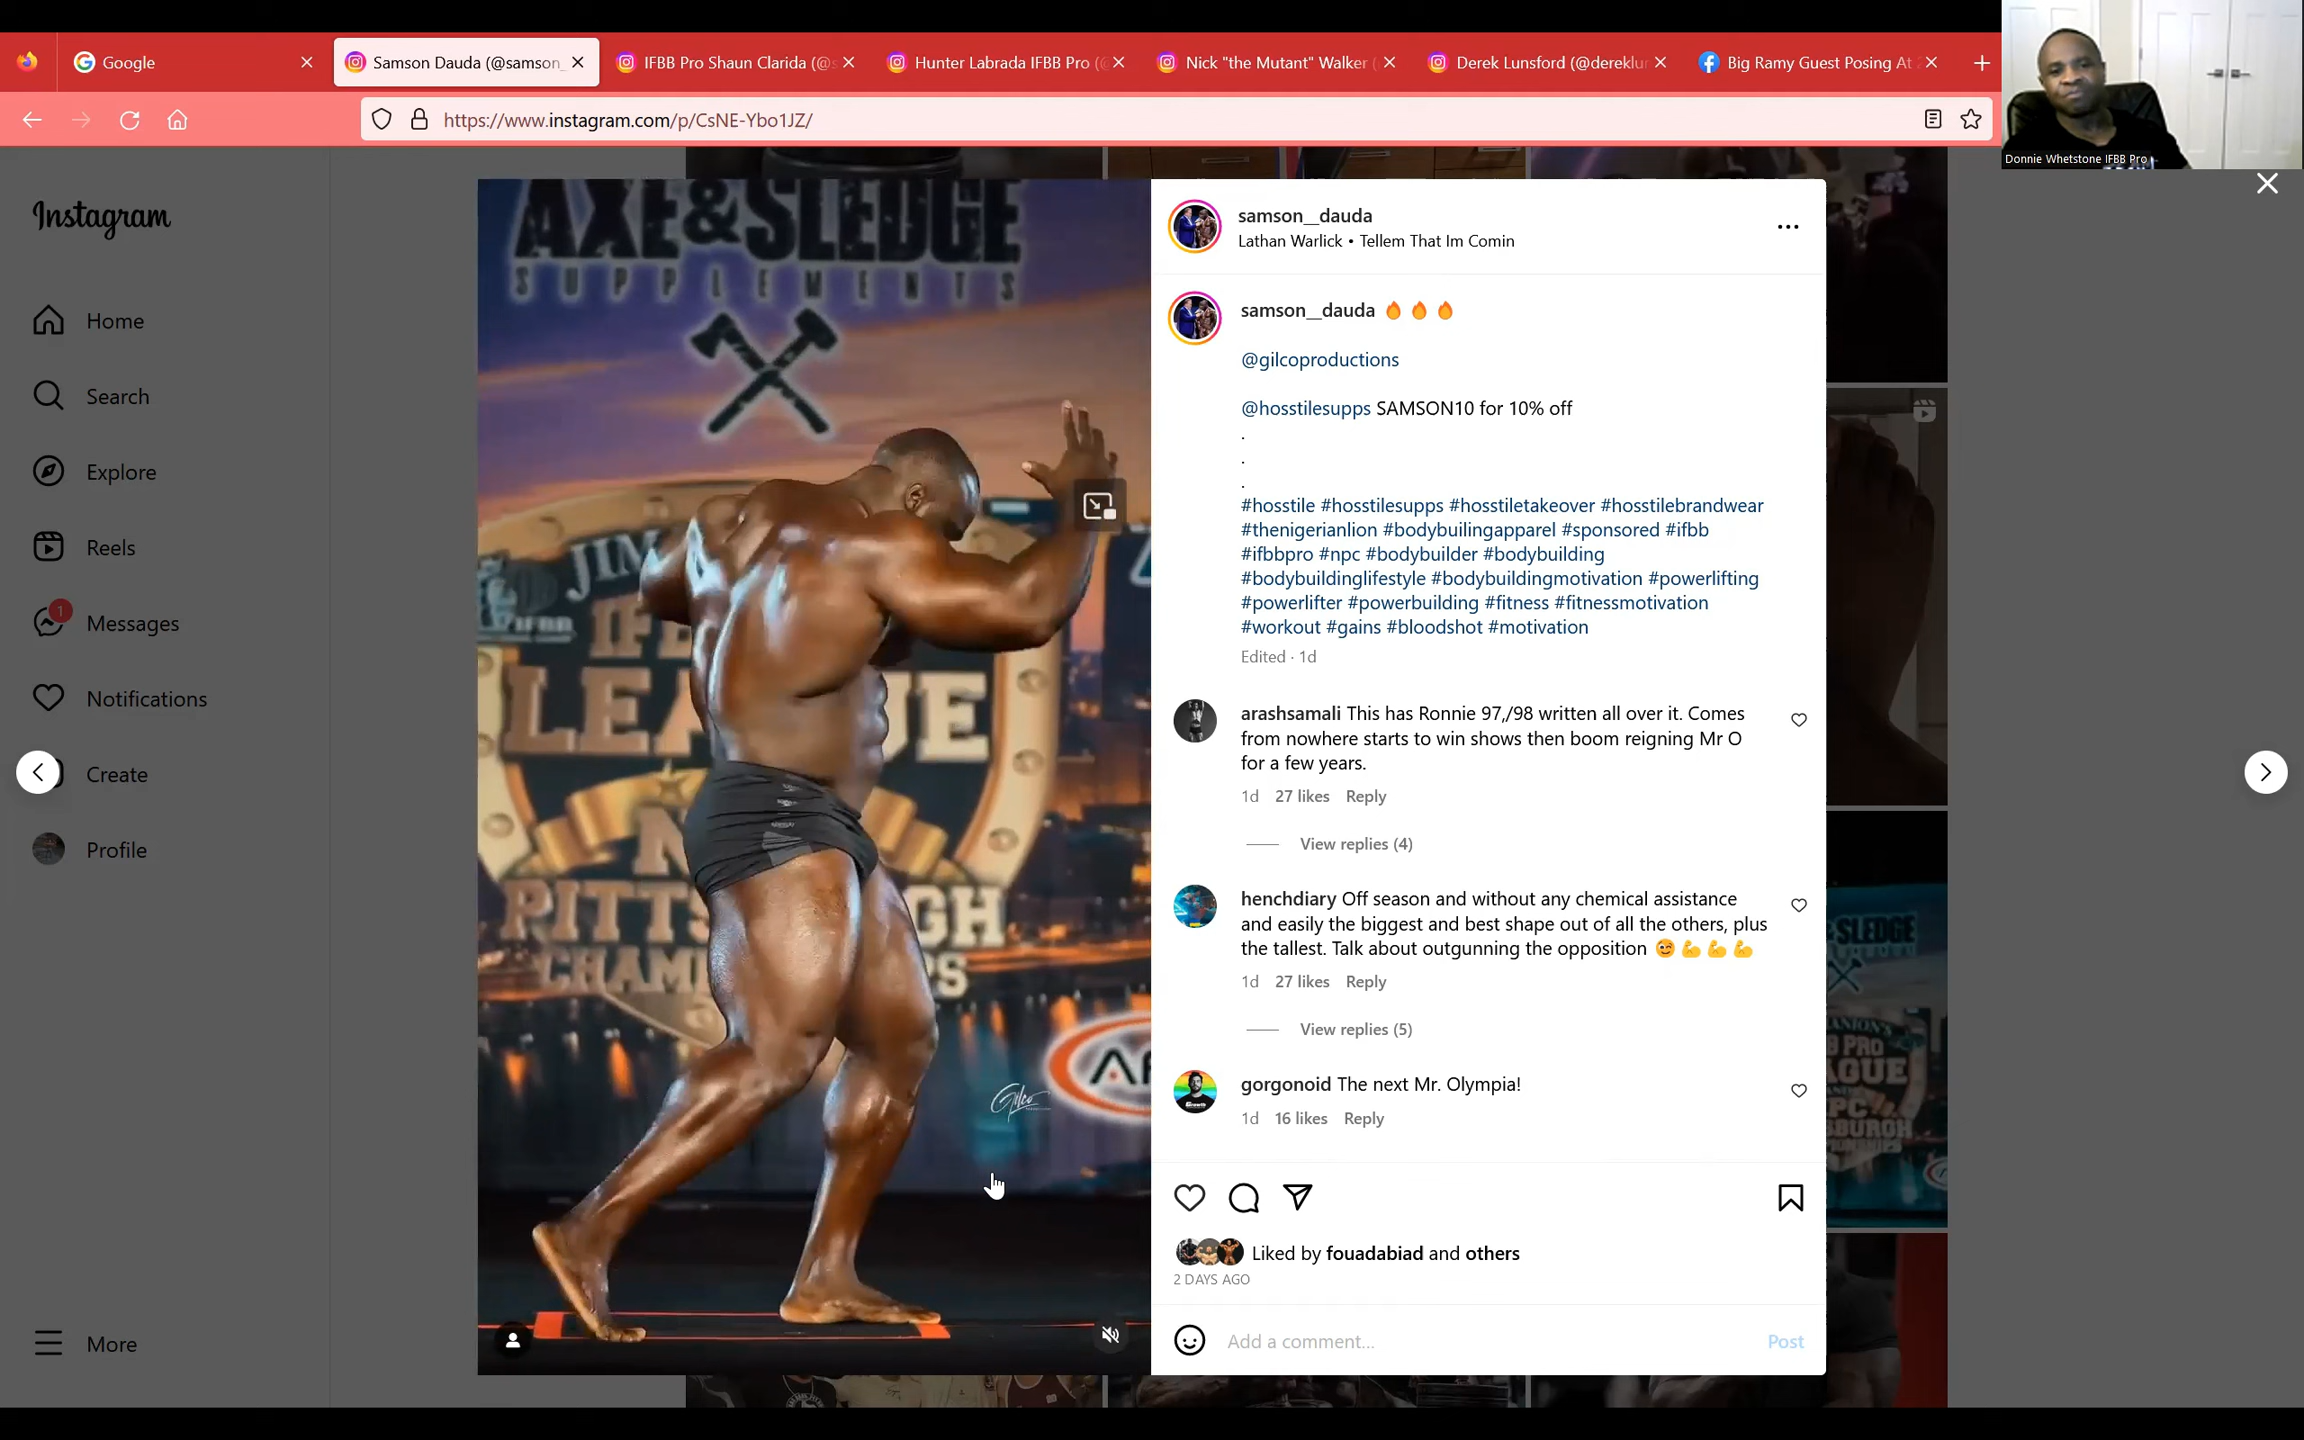 Google
Samson Dauda (@samson_
IFBB Pro Shaun Clarida (@s
Hunter Labrada IFBB Pro (@
Nick "the Mutant" Walker (
Derek Lunsford (@dereklur
Big Ramy Guest Posing At
https://www.instagram.com/p/CsNE-Ybo1JZ/
Donnie Whetstone IFBB Pro
Instagram
Home
Search
Explore
Reels
1
Messages
Notifications
Create
Profile
More
AXE&SLEDGE
SUPPLEMENTS
JIM
LEAGUE
PITTS GH
CHAMP PS
Gilco
samson__dauda
Lathan Warlick • Tellem That Im Comin
samson__dauda 🔥 🔥 🔥
@gilcoproductions
@hosstilesupps SAMSON10 for 10% off
.
.
.
#hosstile #hosstilesupps #hosstiletakeover #hosstilebrandwear
#thenigerianlion #bodybuilingapparel #sponsored #ifbb
#ifbbpro #npc #bodybuilder #bodybuilding
#bodybuildinglifestyle #bodybuildingmotivation #powerlifting
#powerlifter #powerbuilding #fitness #fitnessmotivation
#workout #gains #bloodshot #motivation
Edited · 1d
arashsamali This has Ronnie 97,/98 written all over it. Comes
from nowhere starts to win shows then boom reigning Mr O
for a few years.
1d 27 likes Reply
View replies (4)
henchdiary Off season and without any chemical assistance
and easily the biggest and best shape out of all the others, plus
the tallest. Talk about outgunning the opposition 😉💪💪💪
1d 27 likes Reply
View replies (5)
gorgonoid The next Mr. Olympia!
1d 16 likes Reply
Liked by fouadabiad and others
2 DAYS AGO
Add a comment...
Post
SLEDGE